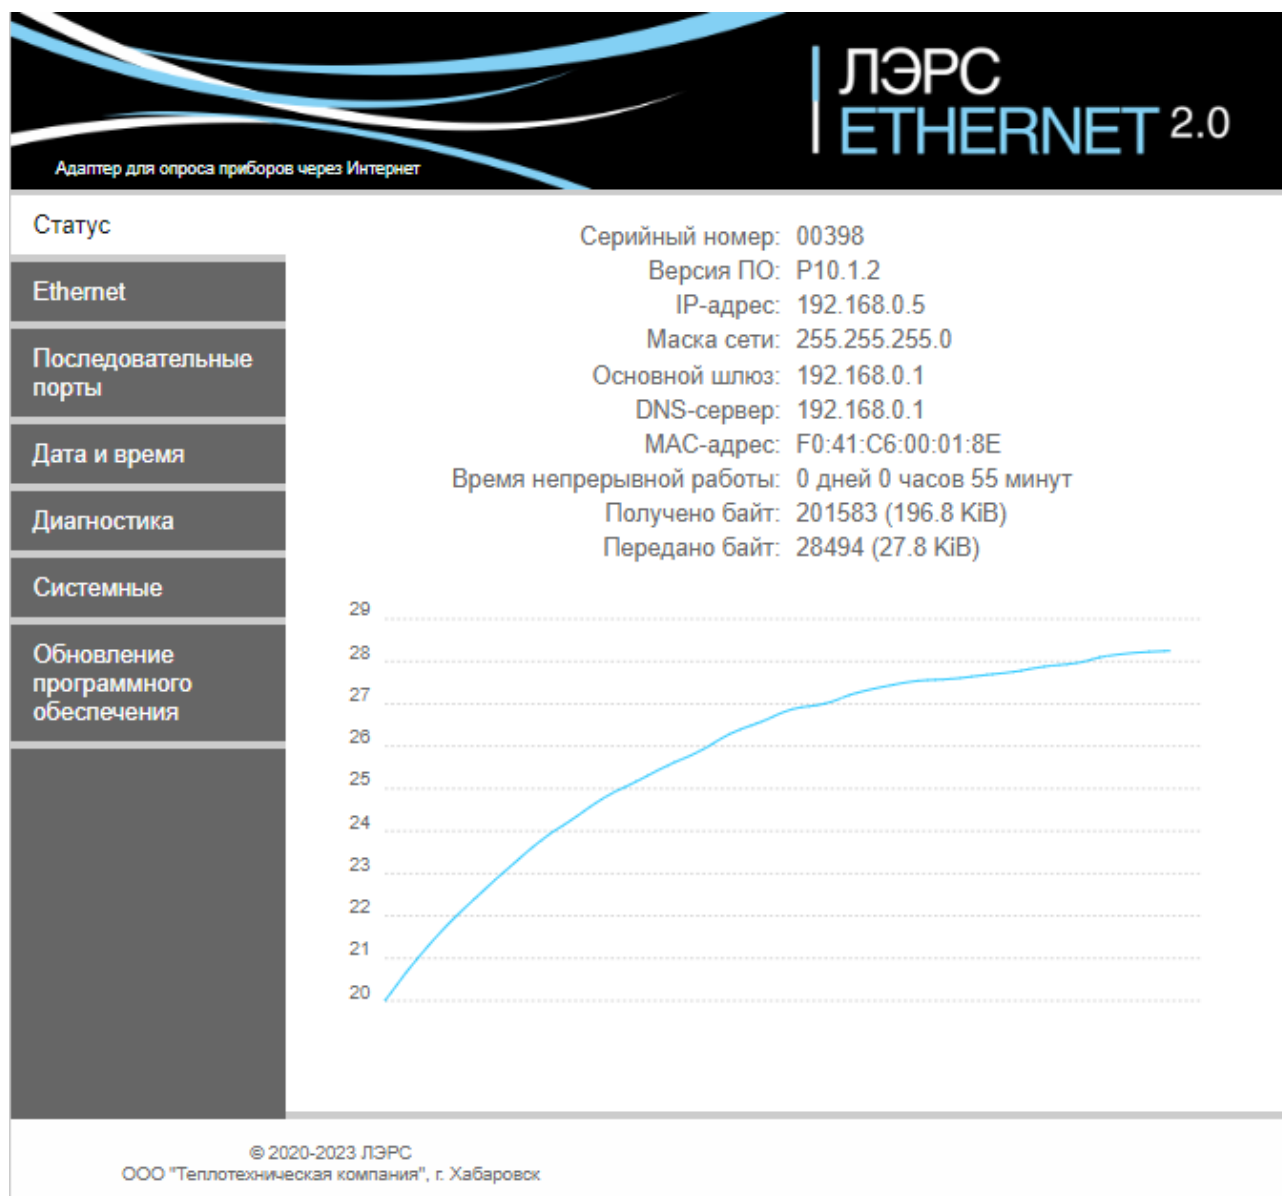 ЛЭРС
ETHERNET 2.0
Адаптер для опроса приборов через Интернет
Статус
Ethernet
Последовательные
порты
Дата и время
Диагностика
Системные
Обновление
программного
обеспечения
Серийный номер: 00398
Версия ПО: P10.1.2
IP-адрес: 192.168.0.5
Маска сети: 255.255.255.0
Основной шлюз: 192.168.0.1
DNS-сервер: 192.168.0.1
MAC-адрес: F0:41:C6:00:01:8E
Время непрерывной работы: 0 дней 0 часов 55 минут
Получено байт: 201583 (196.8 KiB)
Передано байт: 28494 (27.8 KiB)
29
28
27
26
25
24
23
22
21
20
© 2020-2023 ЛЭРС
ООО "Теплотехническая компания", г. Хабаровск